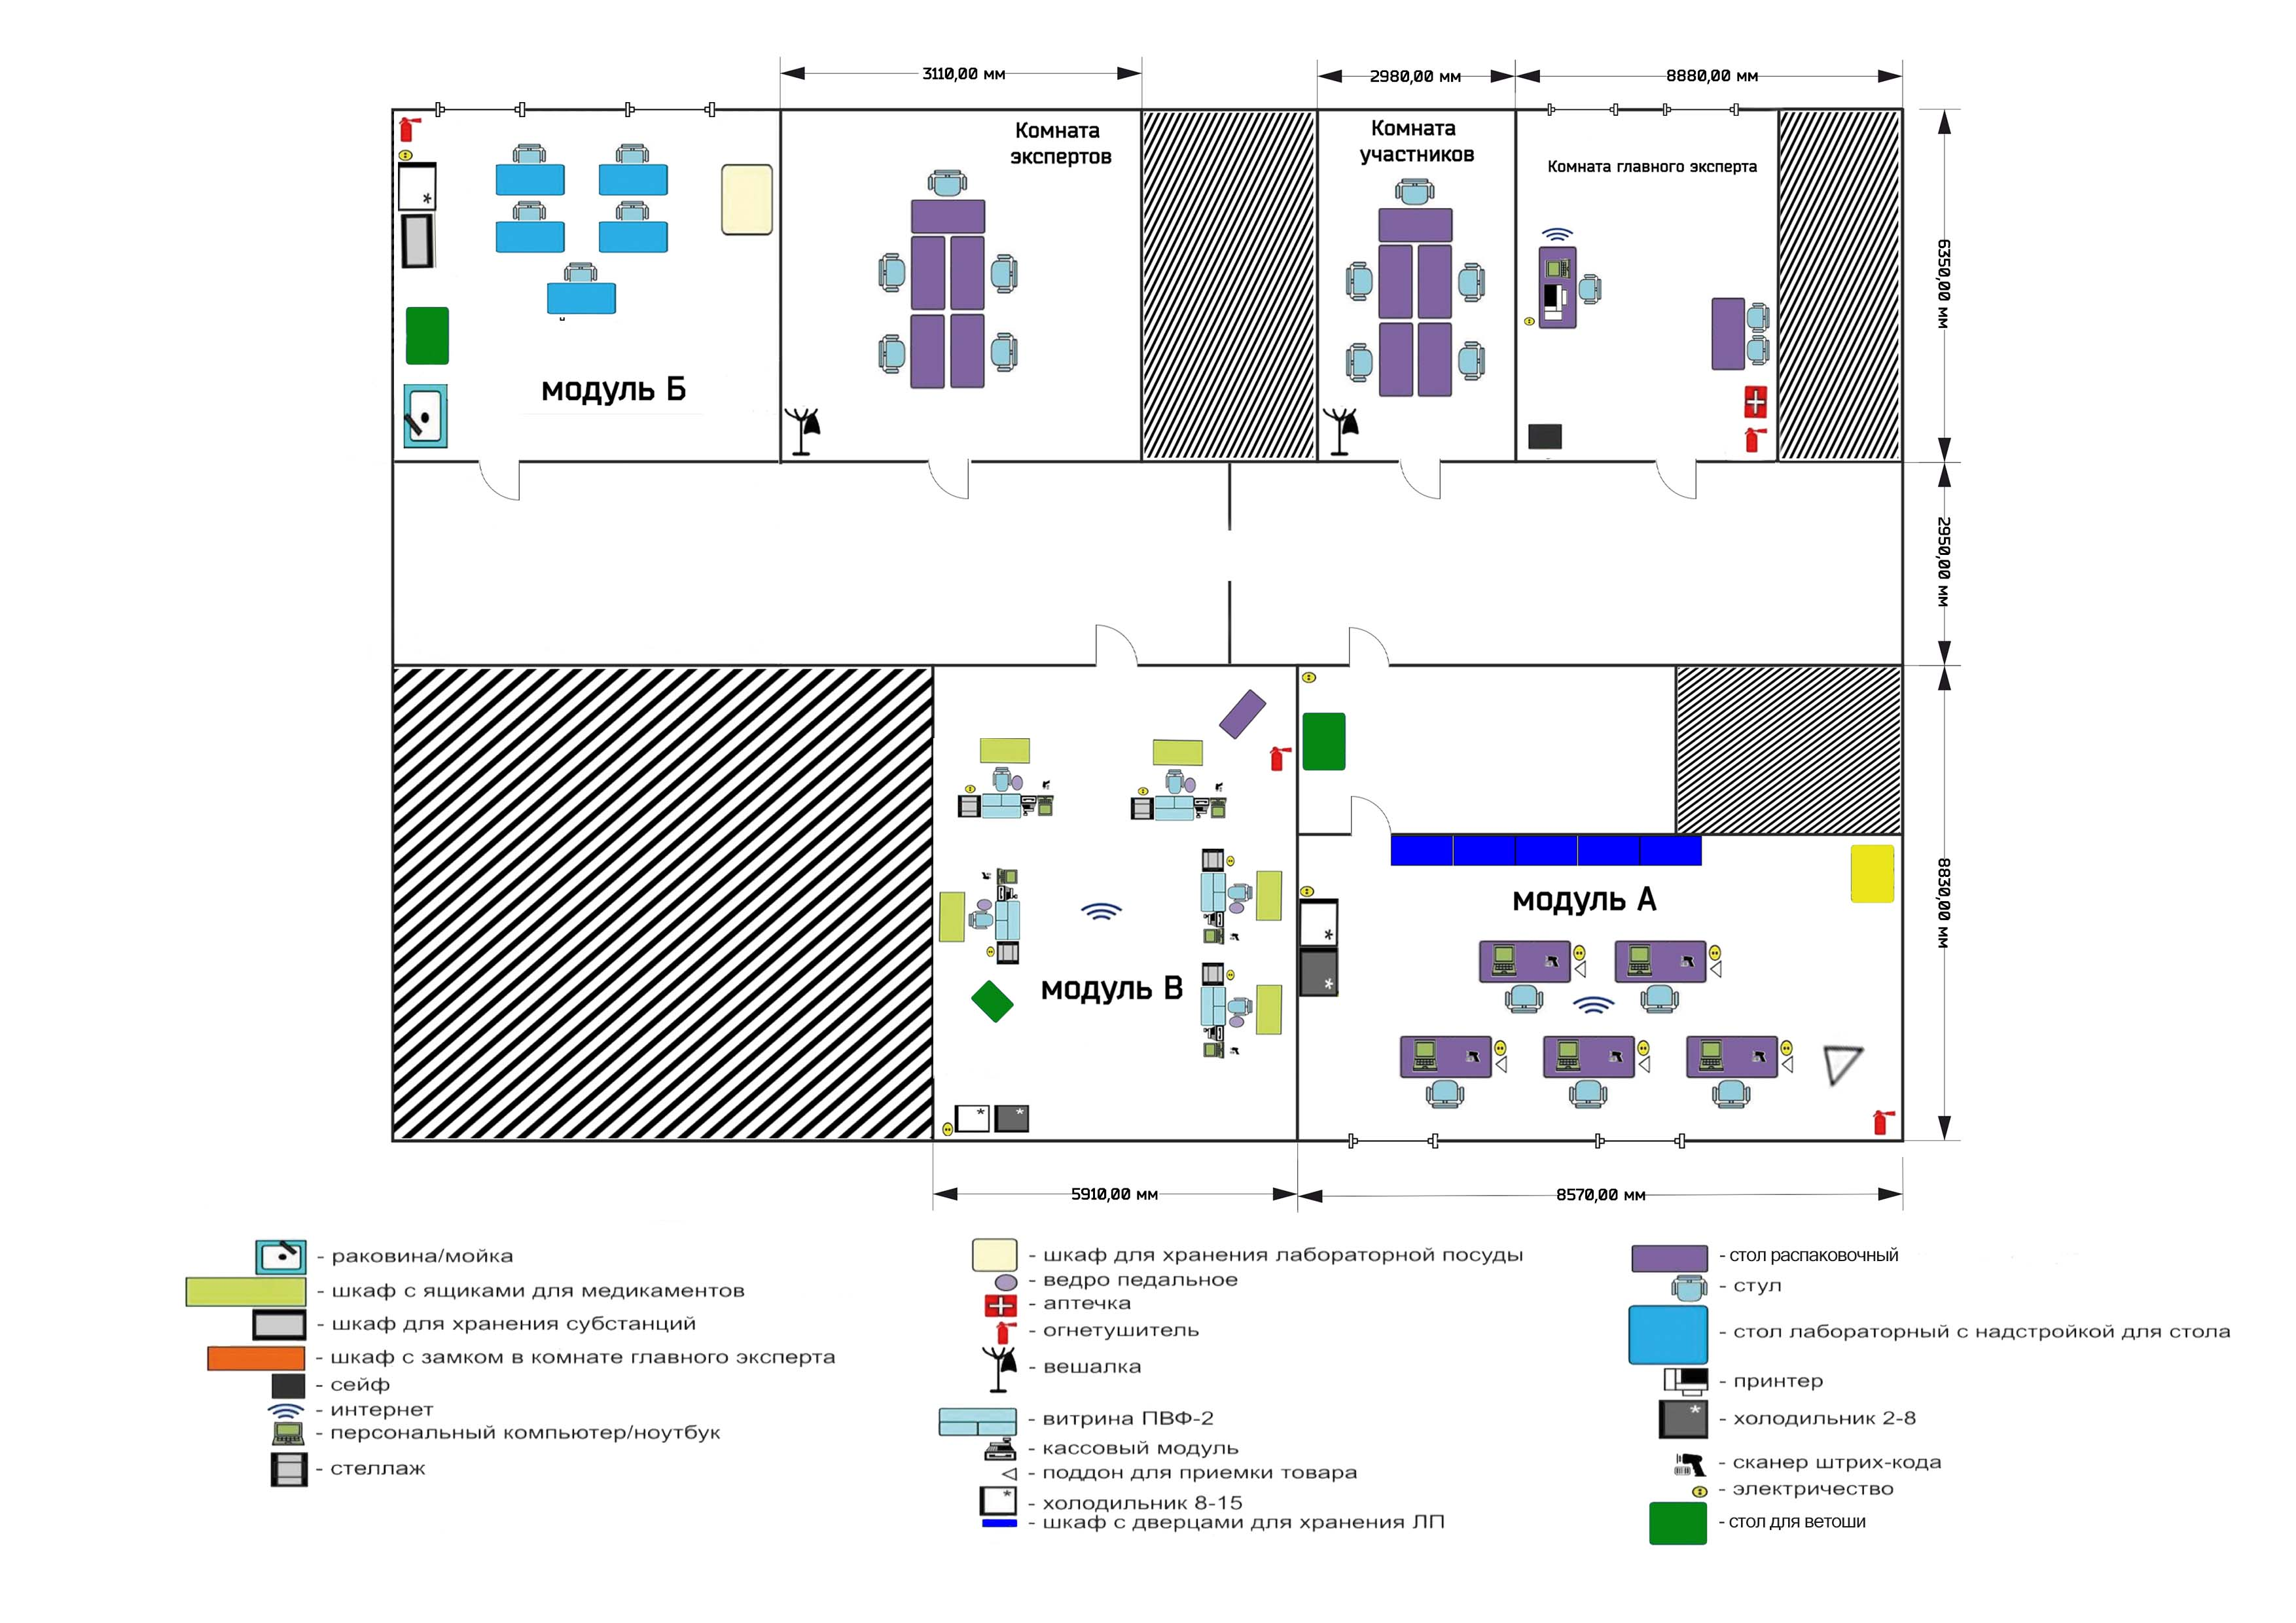 3110,00 мм
2980,00 мм
8880,00 мм
Комната
экспертов
Комната
участников
Комната главного эксперта
6350,00 мм
модуль Б
2950,00 мм
8830,00 мм
модуль А
модуль В
5910,00 мм
8570,00 мм
- раковина/мойка
- шкаф с ящиками для медикаментов
- шкаф для хранения субстанций
- шкаф с замком в комнате главного эксперта
- сейф
- интернет
- персональный компьютер/ноутбук
- стеллаж
- шкаф для хранения лабораторной посуды
- ведро педальное
- аптечка
- огнетушитель
- вешалка
- витрина ПВФ-2
- кассовый модуль
- поддон для приемки товара
- холодильник 8-15
- шкаф с дверцами для хранения ЛП
- стол распаковочный
- стул
- стол лабораторный с надстройкой для стола
- принтер
- холодильник 2-8
- сканер штрих-кода
- электричество
- стол для ветоши